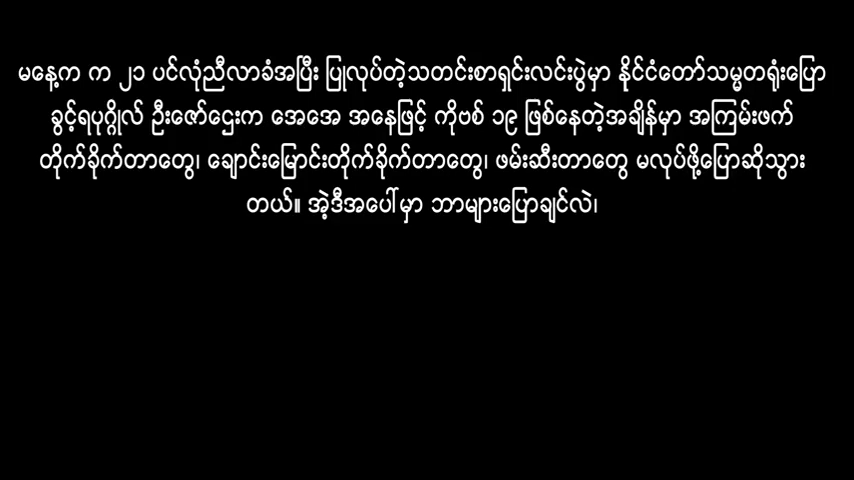 မနေ့က က ၂၁ ပင်လုံညီလာခံအပြီး ပြုလုပ်တဲ့သတင်းစာရှင်းလင်းပွဲမှာ နိုင်ငံတော်သမ္မတရုံးပြော
ခွင့်ရပုဂ္ဂိုလ် ဦးဇော်ဌေးက အေအေ အနေဖြင့် ကိုဗစ် ၁၉ ဖြစ်နေတဲ့အချိန်မှာ အကြမ်းဖက်
တိုက်ခိုက်တာတွေ၊ ချောင်းမြောင်းတိုက်ခိုက်တာတွေ၊ ဖမ်းဆီးတာတွေ မလုပ်ဖို့ပြောဆိုသွား
တယ်။ အဲ့ဒီအပေါ်မှာ ဘာများပြောချင်လဲ၊